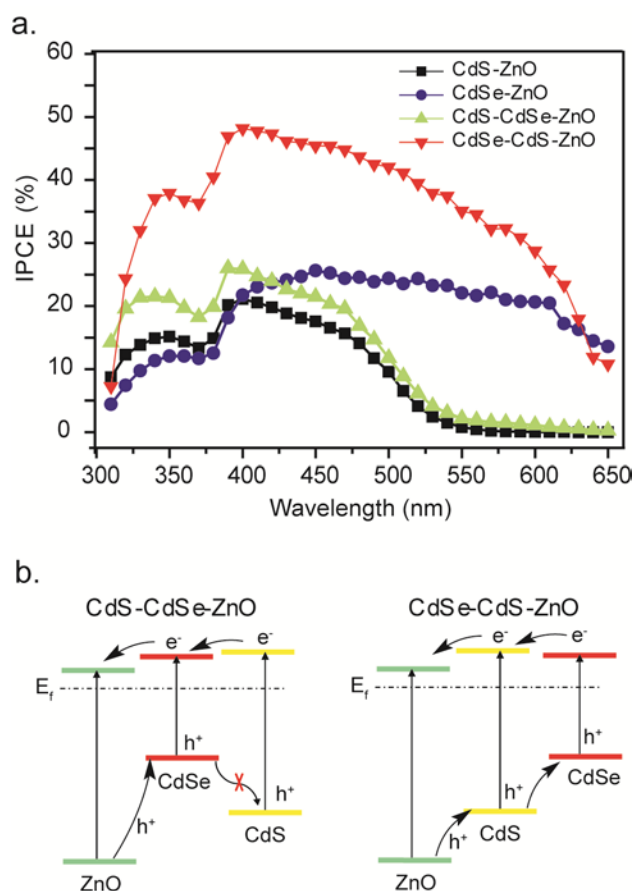 a.
60
50
40
30
20
10
0
IPCE (%)
CdS-ZnO
CdSe-ZnO
CdS-CdSe-ZnO
CdSe-CdS-ZnO
300 350 400 450 500 550 600 650
Wavelength (nm)
b.
CdS-CdSe-ZnO
e⁻ e⁻
E_f
h⁺
CdSe
h⁺
h⁺
CdS
ZnO
CdSe-CdS-ZnO
e⁻ e⁻
E_f
h⁺
CdSe
h⁺
h⁺
CdS
ZnO